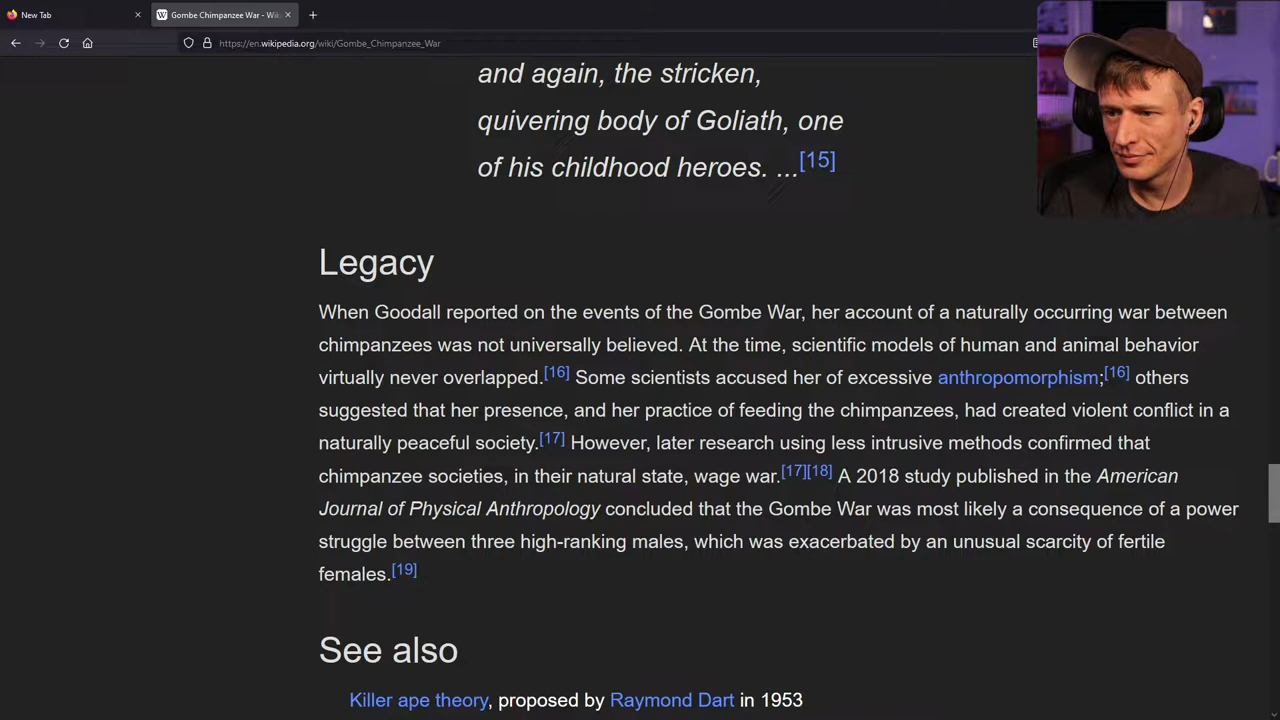 New Tab
Gombe Chimpanzee War - Wi
https://en.wikipedia.org/wiki/Gombe_Chimpanzee_War
and again, the stricken,
quivering body of Goliath, one
of his childhood heroes. ...[15]
Legacy
When Goodall reported on the events of the Gombe War, her account of a naturally occurring war between
chimpanzees was not universally believed. At the time, scientific models of human and animal behavior
virtually never overlapped.[16] Some scientists accused her of excessive anthropomorphism;[16] others
suggested that her presence, and her practice of feeding the chimpanzees, had created violent conflict in a
naturally peaceful society.[17] However, later research using less intrusive methods confirmed that
chimpanzee societies, in their natural state, wage war.[17][18] A 2018 study published in the American
Journal of Physical Anthropology concluded that the Gombe War was most likely a consequence of a power
struggle between three high-ranking males, which was exacerbated by an unusual scarcity of fertile
females.[19]
See also
Killer ape theory, proposed by Raymond Dart in 1953